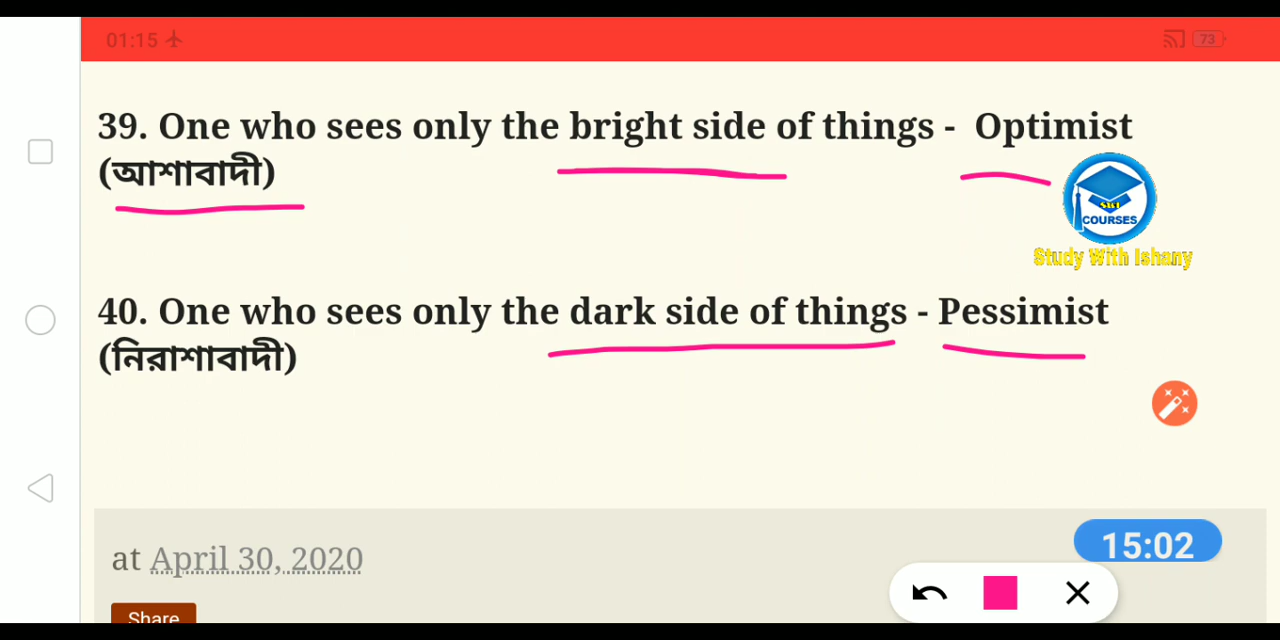 01:15
73
39. One who sees only the bright side of things - Optimist
(আশাবাদী)
SWI
COURSES
Study With Ishany
40. One who sees only the dark side of things - Pessimist
(নিরাশাবাদী)
at April 30, 2020
15:02
Share